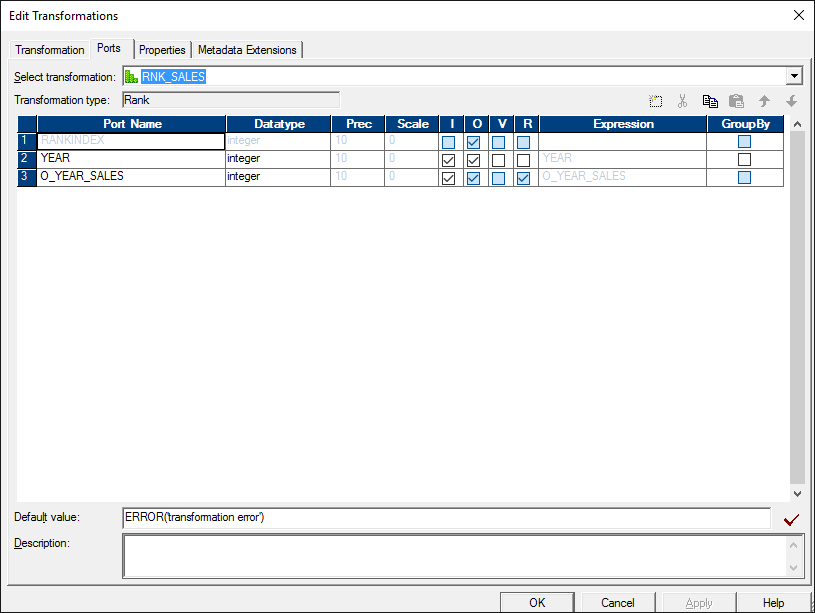 Edit Transformations
Transformation Ports Properties Metadata Extensions
Select transformation: RNK_SALES
Transformation type: Rank
Port Name Datatype Prec Scale I O V R Expression GroupBy
1 RANKINDEX integer 10 0
2 YEAR integer 10 0 YEAR
3 O_YEAR_SALES integer 10 0 O_YEAR_SALES
Default value: ERROR('transformation error')
Description:
OK Cancel Apply Help